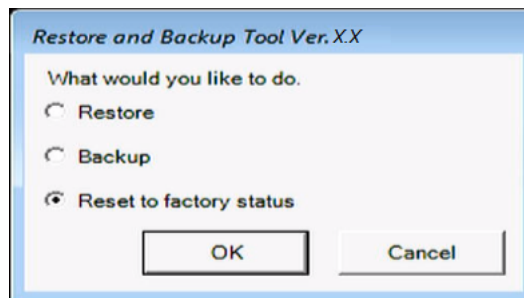 Restore and Backup Tool Ver. X.X
What would you like to do.
Restore
Backup
Reset to factory status
OK Cancel